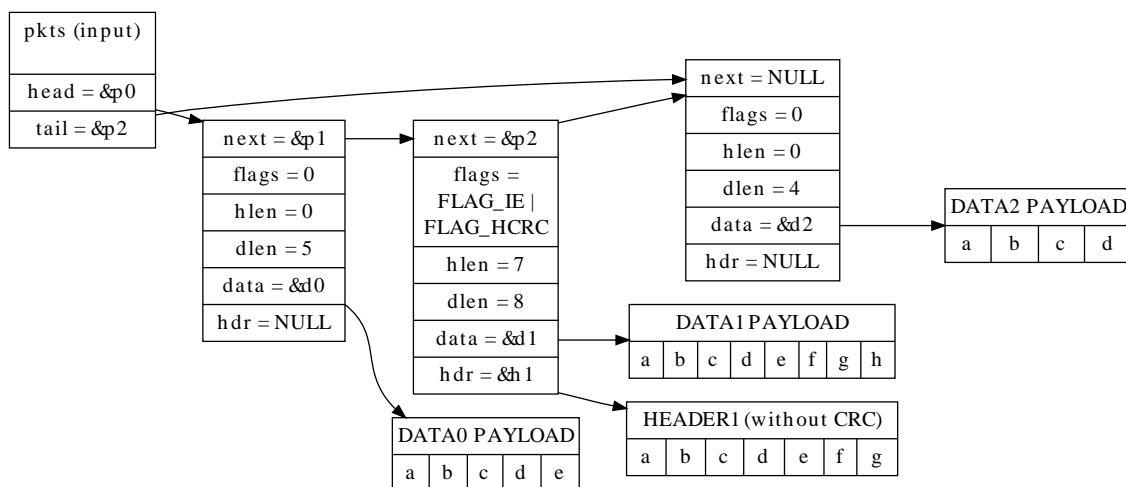 pkts (input)
head = &p0
tail = &p2
next = &p1
flags = 0
hlen = 0
dlen = 5
data = &d0
hdr = NULL
next = &p2
flags =
FLAG_IE |
FLAG_HCRC
hlen = 7
dlen = 8
data = &d1
hdr = &h1
next = NULL
flags = 0
hlen = 0
dlen = 4
data = &d2
hdr = NULL
DATA2 PAYLOAD
a b c d
DATA1 PAYLOAD
a b c d e f g h
HEADER1 (without CRC)
a b c d e f g
DATA0 PAYLOAD
a b c d e